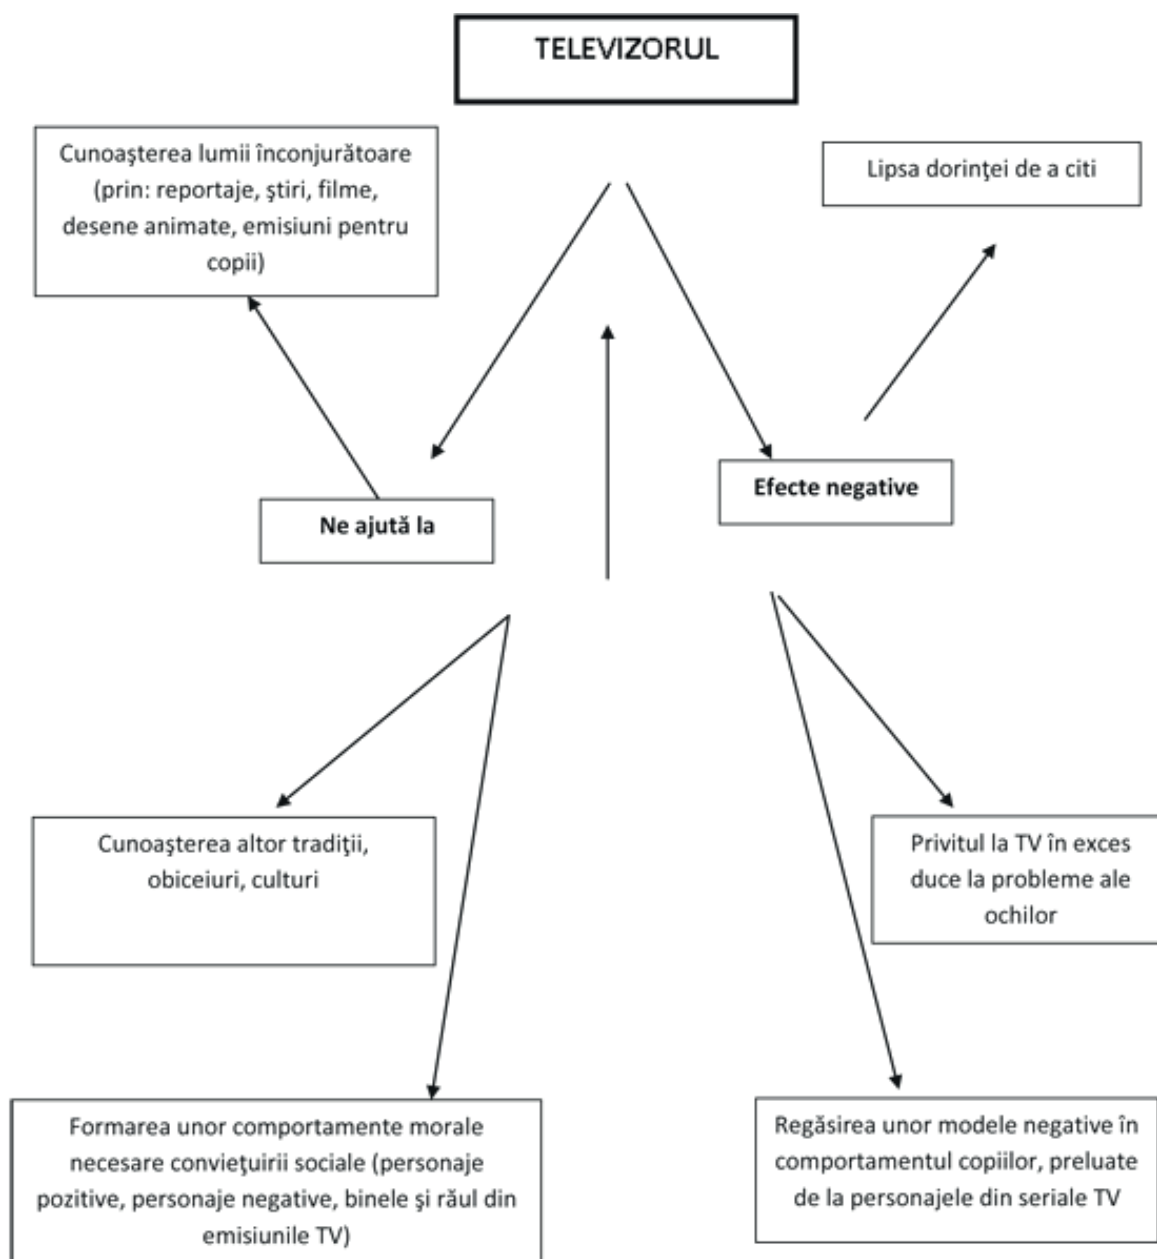 TELEVIZORUL
Cunoaşterea lumii înconjurătoare
(prin: reportaje, ştiri, filme,
desene animate, emisiuni pentru
copii)
Lipsa dorinţei de a citi
Efecte negative
Ne ajută la
Cunoaşterea altor tradiţii,
obiceiuri, culturi
Privitul la TV în exces
duce la probleme ale
ochilor
Formarea unor comportamente morale
necesare convieţuirii sociale (personaje
pozitive, personaje negative, binele şi răul din
emisiunile TV)
Regăsirea unor modele negative în
comportamentul copiilor, preluate
de la personajele din seriale TV